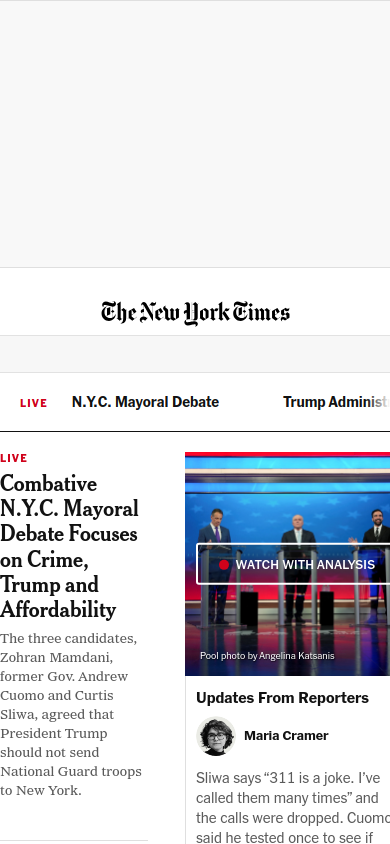 The New York Times
LIVE
N.Y.C. Mayoral Debate
Trump Adminis
LIVE
Combative
N.Y.C. Mayoral
Debate Focuses
on Crime,
Trump and
Affordability
The three candidates,
Zohran Mamdani,
former Gov. Andrew
Cuomo and Curtis
Sliwa, agreed that
President Trump
should not send
National Guard troops
to New York.
WATCH WITH ANALYSIS
Pool photo by Angelina Katsanis
Updates From Reporters
Maria Cramer
Sliwa says “311 is a joke. I’ve
called them many times” and
the calls were dropped. Cuomo
said he tested once to see if